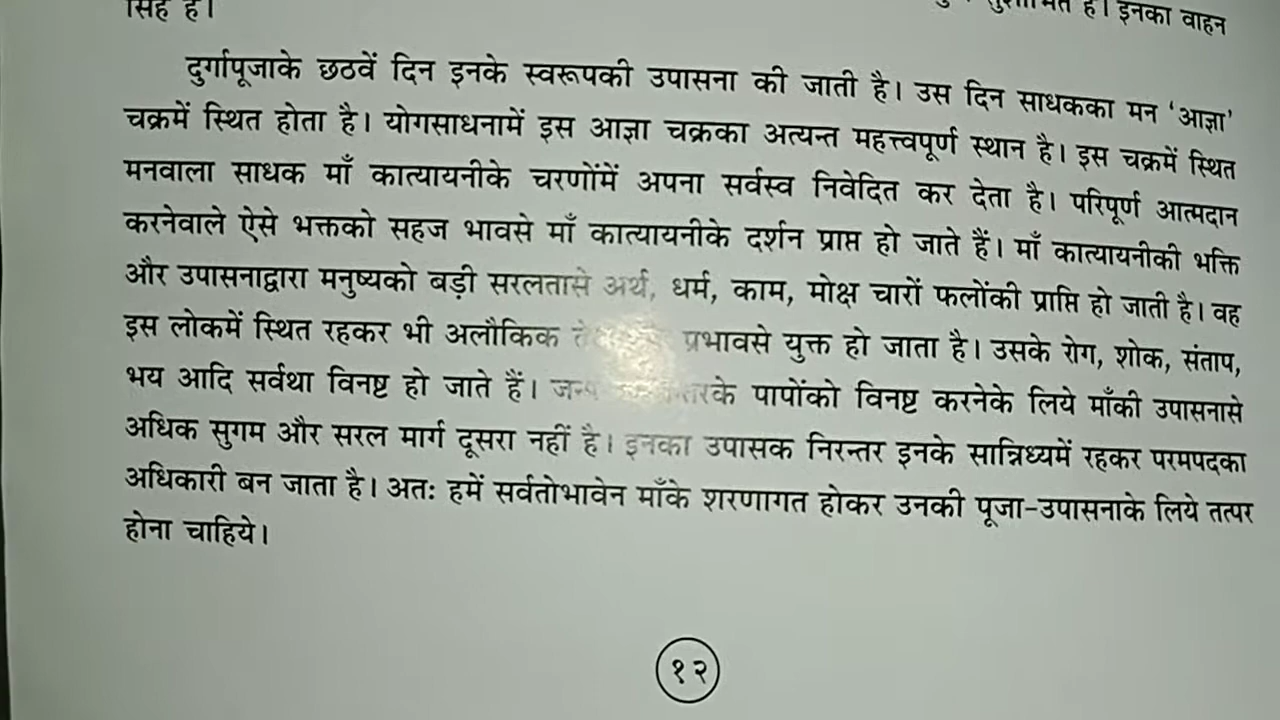 सुशोभित है। इनका वाहन
सिंह है।
दुर्गापूजाके छठवें दिन इनके स्वरूपकी उपासना की जाती है। उस दिन साधकका मन ‘आज्ञा’
चक्रमें स्थित होता है। योगसाधनामें इस आज्ञा चक्रका अत्यन्त महत्त्वपूर्ण स्थान है। इस चक्रमें स्थित
मनवाला साधक माँ कात्यायनीके चरणोंमें अपना सर्वस्व निवेदित कर देता है। परिपूर्ण आत्मदान
करनेवाले ऐसे भक्तको सहज भावसे माँ कात्यायनीके दर्शन प्राप्त हो जाते हैं। माँ कात्यायनीकी भक्ति
और उपासनाद्वारा मनुष्यको बड़ी सरलतासे अर्थ, धर्म, काम, मोक्ष चारों फलोंकी प्राप्ति हो जाती है। वह
इस लोकमें स्थित रहकर भी अलौकिक प्रभावसे युक्त हो जाता है। उसके रोग, शोक, संताप,
भय आदि सर्वथा विनष्ट हो जाते हैं। पापोंको विनष्ट करनेके लिये माँकी उपासनासे
अधिक सुगम और सरल मार्ग दूसरा नहीं है। इनका उपासक निरन्तर इनके सान्निध्यमें रहकर परमपदका
अधिकारी बन जाता है। अतः हमें सर्वतोभावेन माँके शरणागत होकर उनकी पूजा-उपासनाके लिये तत्पर
होना चाहिये।
१२